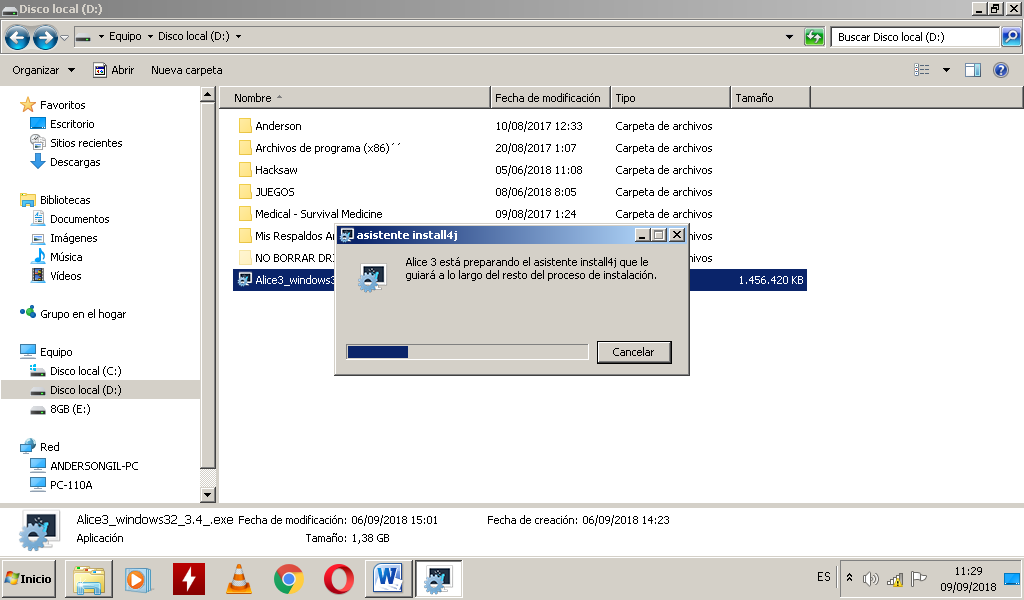 Disco local (D:)
Equipo Disco local (D:)
Buscar Disco local (D:)
Organizar Abrir Nueva carpeta
Favoritos
Escritorio
Sitios recientes
Descargas
Bibliotecas
Documentos
Imágenes
Música
Vídeos
Grupo en el hogar
Equipo
Disco local (C:)
Disco local (D:)
8GB (E:)
Red
ANDERSONGIL-PC
PC-110A
Nombre Fecha de modificación Tipo Tamaño
Anderson 10/08/2017 12:33 Carpeta de archivos
Archivos de programa (x86)´´ 20/08/2017 1:07 Carpeta de archivos
Hacksaw 05/06/2018 11:08 Carpeta de archivos
JUEGOS 08/06/2018 8:05 Carpeta de archivos
Medical - Survival Medicine 09/08/2017 1:24 Carpeta de archivos
Mis Respaldos
NO BORRAR
Alice3_windows3 1.456.420 KB
asistente install4j
Alice 3 está preparando el asistente install4j que le
guiará a lo largo del resto del proceso de instalación.
Cancelar
Alice3_windows32_3.4_.exe Fecha de modificación: 06/09/2018 15:01 Fecha de creación: 06/09/2018 14:23
Aplicación Tamaño: 1,38 GB
Inicio
ES
11:29
09/09/2018